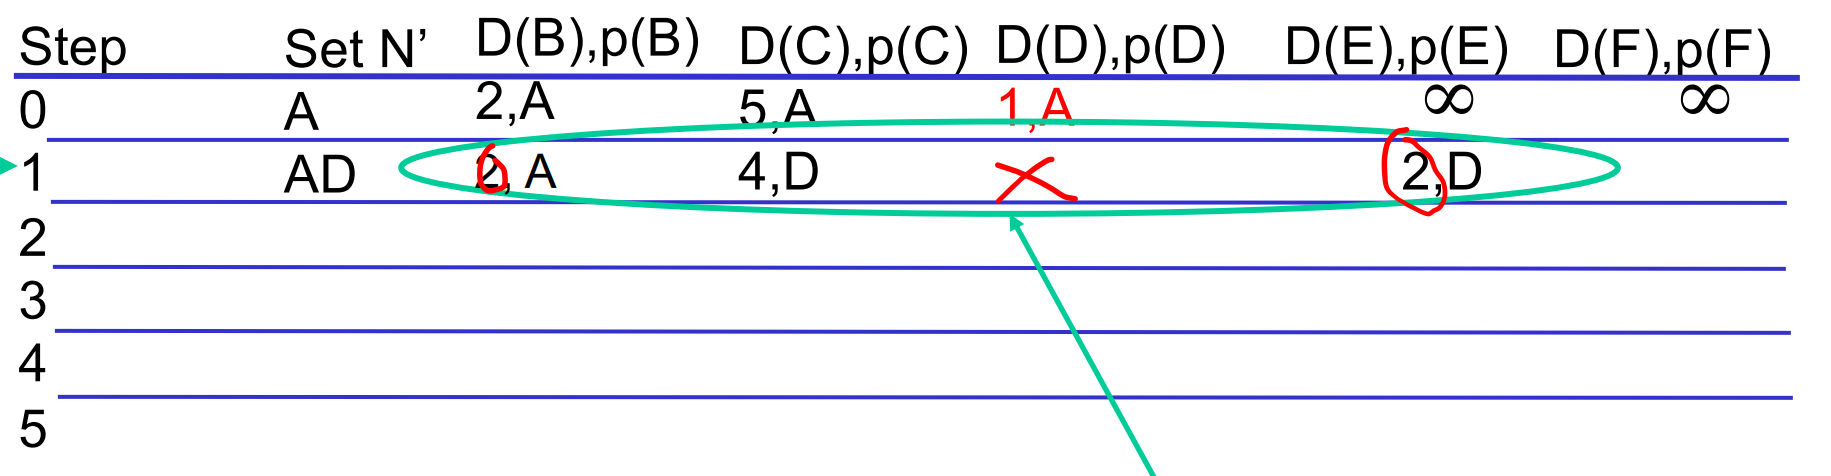 Step Set N’ D(B),p(B) D(C),p(C) D(D),p(D) D(E),p(E) D(F),p(F)
0 A 2,A 5,A 1,A ∞ ∞
1 AD 2, A 4,D 2,D
2
3
4
5